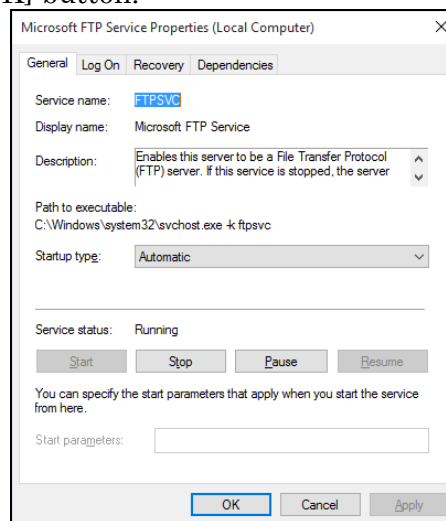 K] button.
Microsoft FTP Service Properties (Local Computer)
General Log On Recovery Dependencies
Service name: FTPSVC
Display name: Microsoft FTP Service
Description: Enables this server to be a File Transfer Protocol
(FTP) server. If this service is stopped, the server
Path to executable:
C:\Windows\system32\svchost.exe -k ftpsvc
Startup type: Automatic
Service status: Running
Start Stop Pause Resume
You can specify the start parameters that apply when you start the service
from here.
Start parameters:
OK Cancel Apply